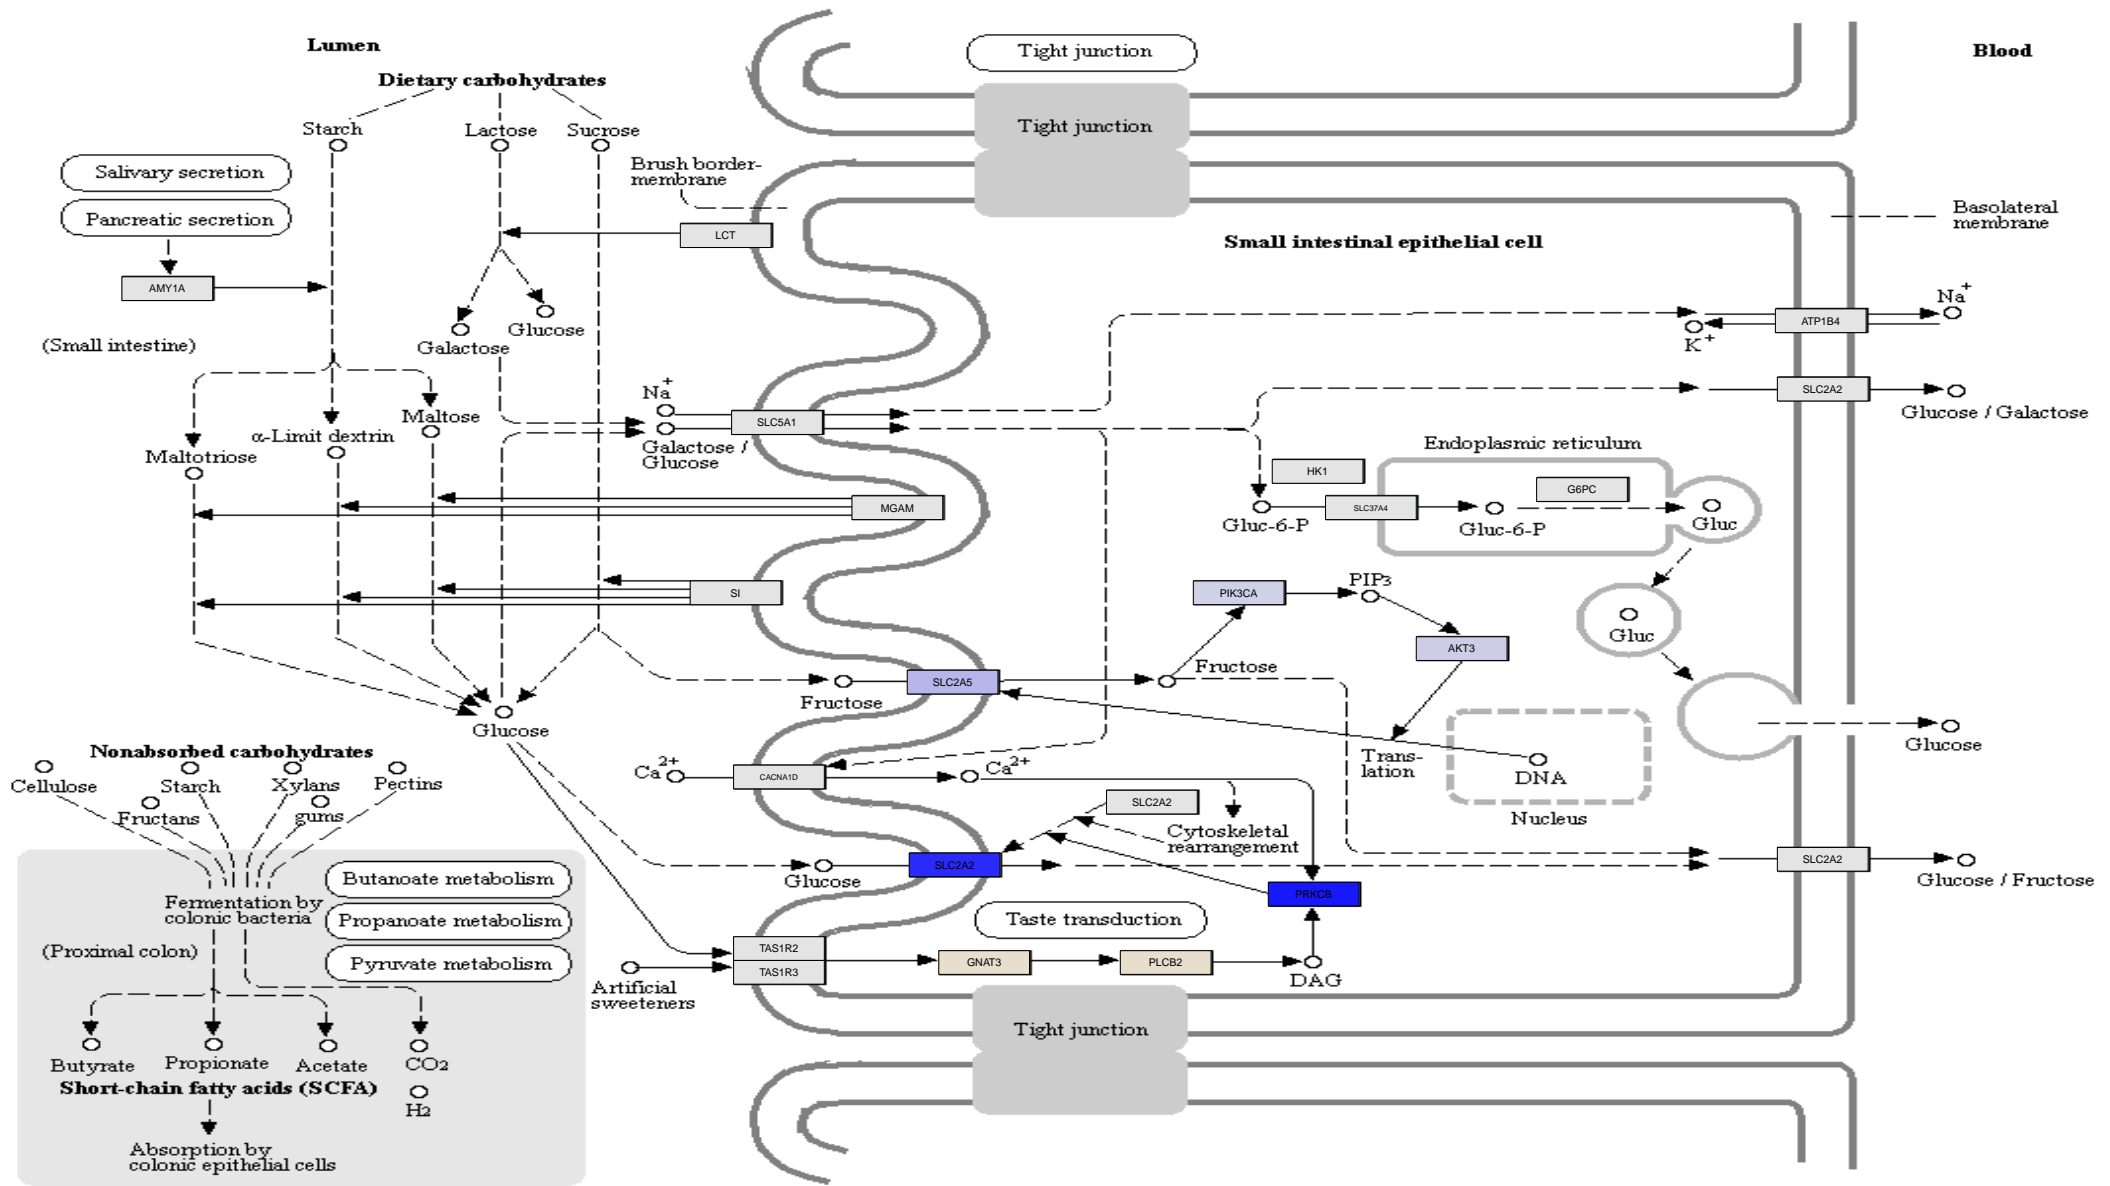 Lumen
Dietary carbohydrates
Starch
Lactose
Sucrose
Salivary secretion
Pancreatic secretion
AMY1A
(Small intestine)
Brush border-
membrane
LCT
Galactose
Glucose
Maltotriose
α-Limit dextrin
Maltose
Na+
Galactose /
Glucose
SLC5A1
MGAM
SI
Fructose
SLC2A5
Fructose
Glucose
Ca2+
CACNA1D
Ca2+
Glucose
SLC2A2
SLC2A2
Cytoskeletal
rearrangement
PRKCB
Taste transduction
TAS1R2
TAS1R3
GNAT3
PLCB2
DAG
Artificial
sweeteners
Tight junction
Tight junction
Tight junction
Small intestinal epithelial cell
Blood
Basolateral
membrane
ATP1B4
Na+
K+
SLC2A2
Glucose / Galactose
Endoplasmic reticulum
HK1
G6PC
SLC37A4
Gluc-6-P
Gluc-6-P
Gluc
Gluc
PIK3CA
PIP3
AKT3
Trans-
lation
DNA
Nucleus
Glucose
SLC2A2
Glucose / Fructose
Nonabsorbed carbohydrates
Cellulose
Starch
Xylans
Pectins
Fructans
gums
Fermentation by
colonic bacteria
Butanoate metabolism
Propanoate metabolism
Pyruvate metabolism
(Proximal colon)
Butyrate
Propionate
Acetate
CO2
Short-chain fatty acids (SCFA)
H2
Absorption by
colonic epithelial cells